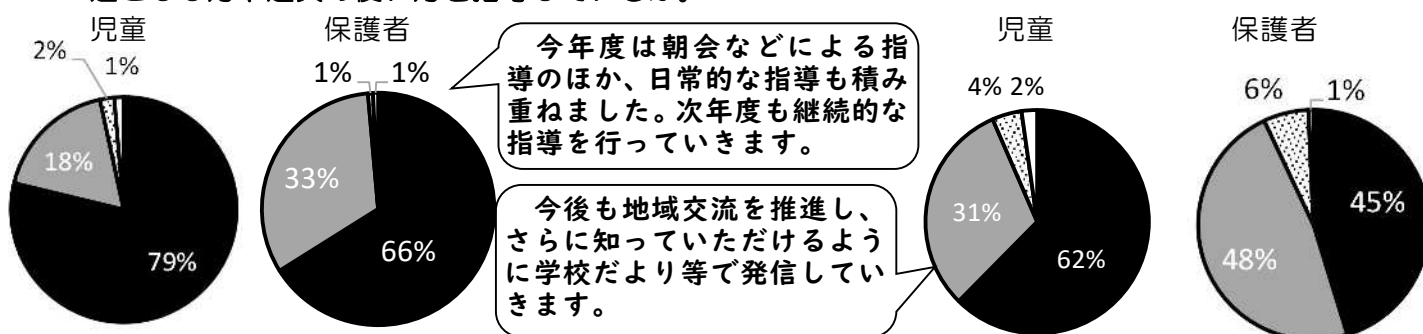 児童
2%
1%
18%
79%
保護者
1%
1%
33%
66%
今年度は朝会などによる指
導のほか、日常的な指導も積み
重ねました。次年度も継続的な
指導を行っていきます。
今後も地域交流を推進し、
さらに知っていただけるよう
に学校だより等で発信してい
きます。
児童
4%
2%
31%
62%
保護者
6%
1%
48%
45%